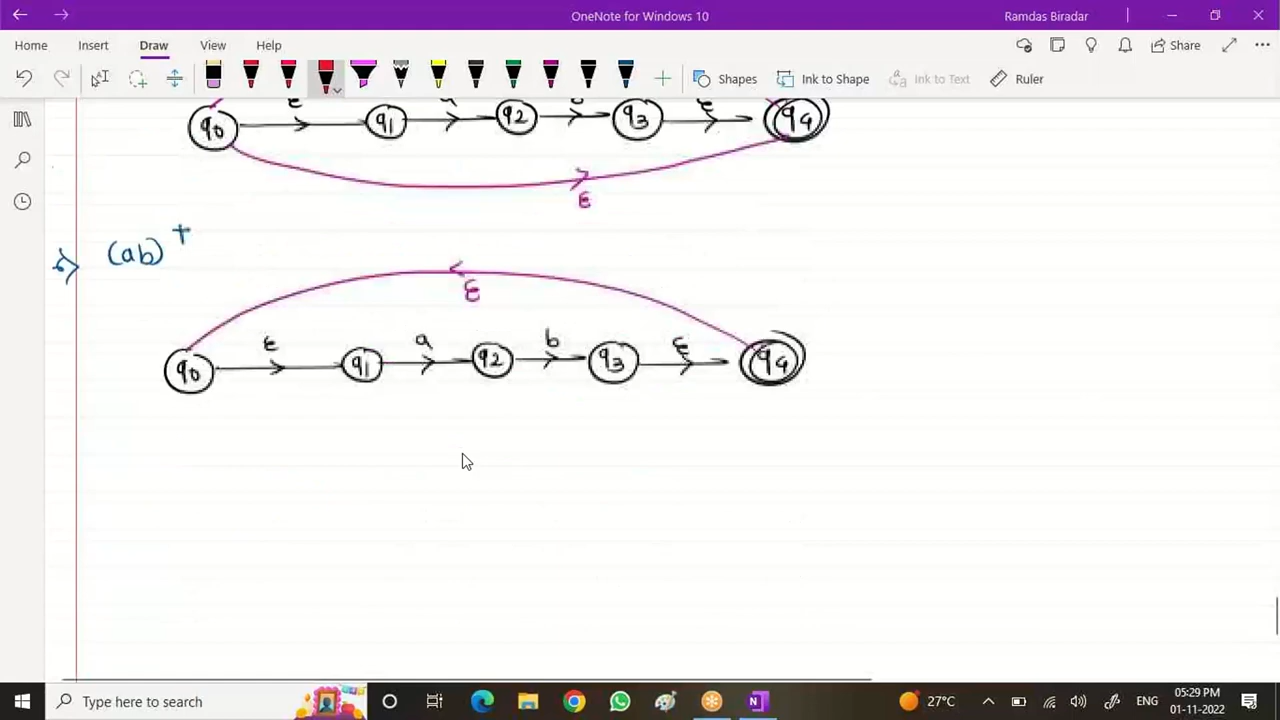 OneNote for Windows 10
Ramdas Biradar
Home Insert Draw View Help
Share
Shapes Ink to Shape Ink to Text Ruler
ε ε
q0 q1 q2 q3 q4
ε
6) (ab)+
ε
ε a b ε
q0 q1 q2 q3 q4
Type here to search
27°C
ENG
05:29 PM
01-11-2022